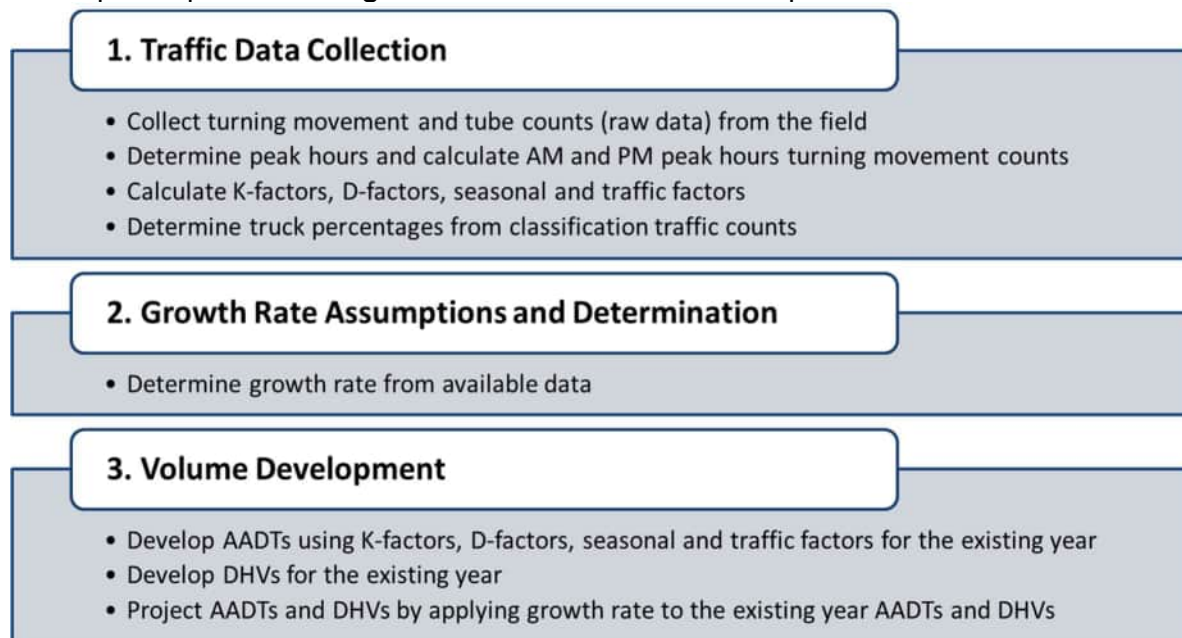 1. Traffic Data Collection
• Collect turning movement and tube counts (raw data) from the field
• Determine peak hours and calculate AM and PM peak hours turning movement counts
• Calculate K-factors, D-factors, seasonal and traffic factors
• Determine truck percentages from classification traffic counts
2. Growth Rate Assumptions and Determination
• Determine growth rate from available data
3. Volume Development
• Develop AADTs using K-factors, D-factors, seasonal and traffic factors for the existing year
• Develop DHVs for the existing year
• Project AADTs and DHVs by applying growth rate to the existing year AADTs and DHVs